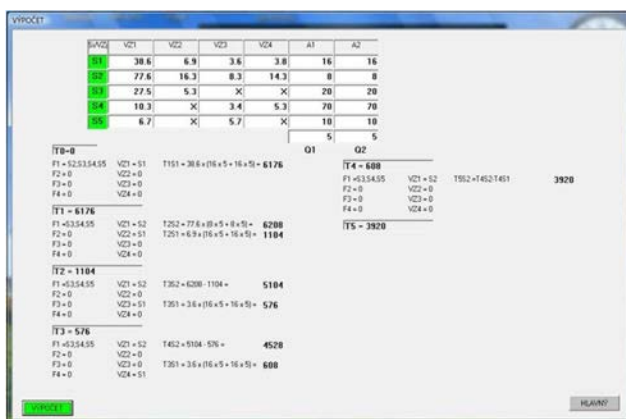 VÝPOČET
S\VZ VZ1 VZ2 VZ3 VZ4 A1 A2
S1 38.6 6.9 3.6 3.8 16 16
S2 77.6 16.3 8.3 14.3 8 8
S3 27.5 5.3 X X 20 20
S4 10.3 X 3.4 5.3 70 70
S5 6.7 X 5.7 X 10 10
5 5
Q1 Q2
T0=0
F1 = S2,S3,S4,S5 VZ1 = S1 T1S1 = 38.6 x (16 x 5 + 16 x 5) = 6176
F2 = 0 VZ2 = 0
F3 = 0 VZ3 = 0
F4 = 0 VZ4 = 0
T1 = 6176
F1 =S3,S4,S5 VZ1 = S2 T2S2 = 77.6 x (8 x 5 + 8 x 5) = 6208
F2 = 0 VZ2 = S1 T2S1 = 6.9 x (16 x 5 + 16 x 5) = 1104
F3 = 0 VZ3 = 0
F4 = 0 VZ4 = 0
T2 = 1104
F1 =S3,S4,S5 VZ1 = S2 T3S2 = 6208 - 1104 = 5104
F2 = 0 VZ2 = 0
F3 = 0 VZ3 = S1 T3S1 = 3.6 x (16 x 5 + 16 x 5) = 576
F4 = 0 VZ4 = 0
T3 = 576
F1 =S3,S4,S5 VZ1 = S2 T4S2 = 5104 - 576 = 4528
F2 = 0 VZ2 = 0
F3 = 0 VZ3 = 0 T3S1 = 3.6 x (16 x 5 + 16 x 5) = 608
F4 = 0 VZ4 = S1
T4 = 608
F1 =S3,S4,S5 VZ1 = S2 T5S2 =T4S2-T4S1 3920
F2 = 0 VZ2 = 0
F3 = 0 VZ3 = 0
F4 = 0 VZ4 = 0
T5 = 3920
VÝPOČET
HLAVNÝ